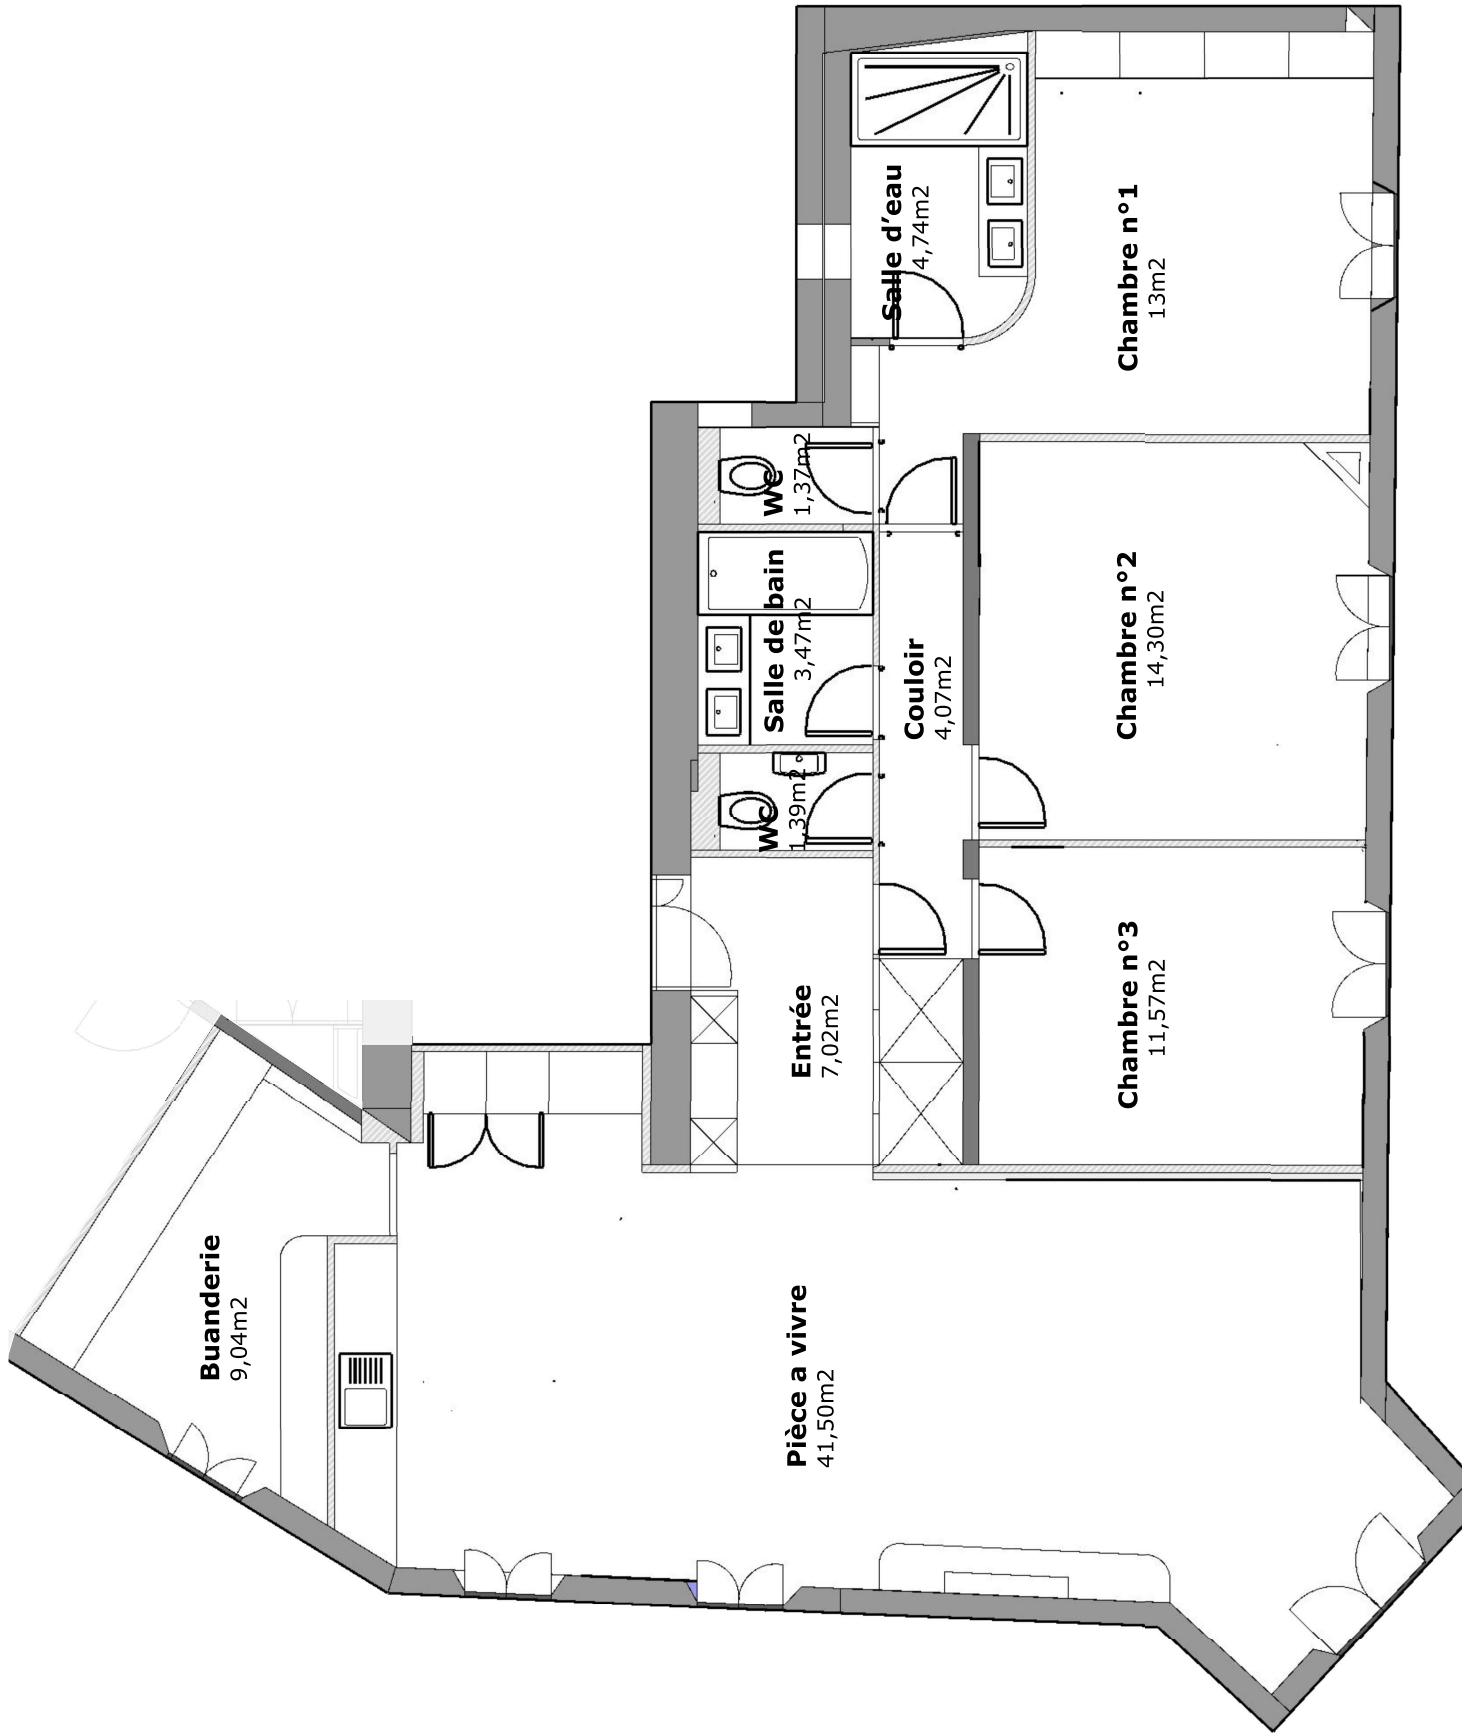 Buanderie
9,04m2
Pièce a vivre
41,50m2
Entrée
7,02m2
WC
1,39m2
Salle de bain
3,47m2
WC
1,37m2
Couloir
4,07m2
Salle d’eau
4,74m2
Chambre n°1
13m2
Chambre n°2
14,30m2
Chambre n°3
11,57m2